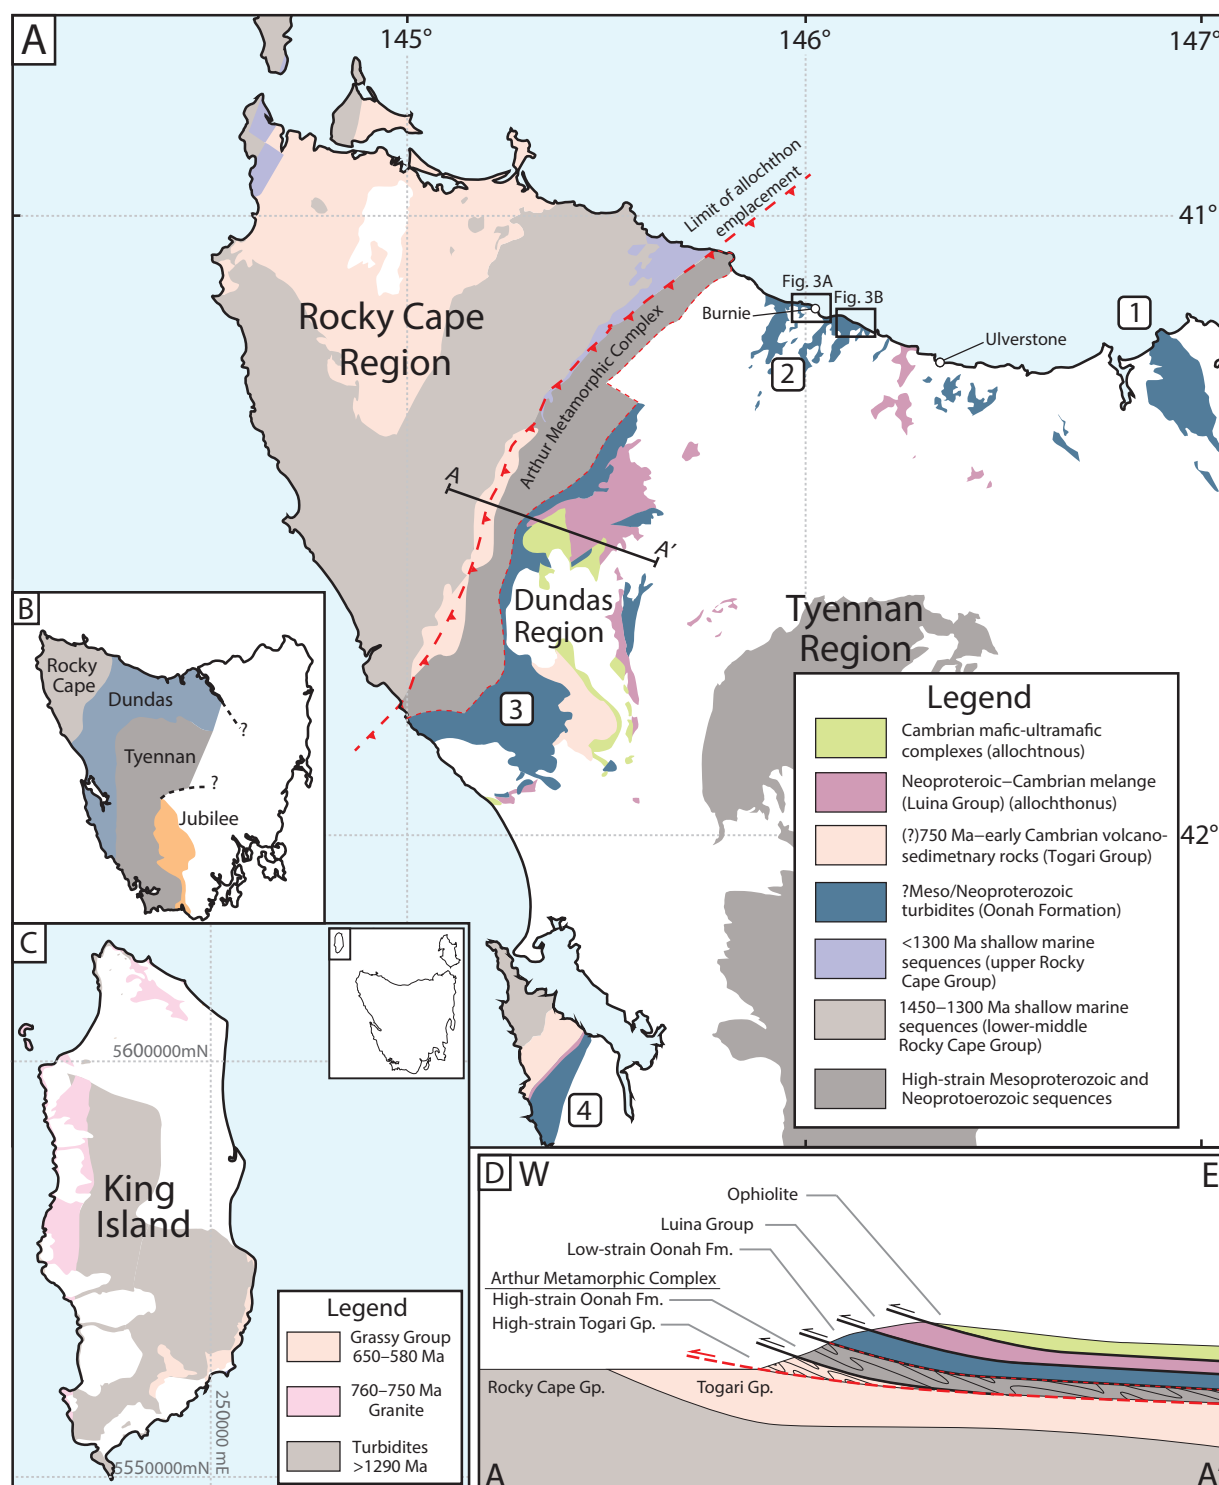 A
145°
146°
147°
41°
42°
Limit of allochthon
emplacement
Fig. 3A
Fig. 3B
Burnie
Ulverstone
1
2
3
4
Rocky Cape
Region
Arthur Metamorphic Complex
A
A'
Dundas
Region
Tyennan
Region
Legend
Cambrian mafic-ultramafic
complexes (allochtnous)
Neoproteroic–Cambrian melange
(Luina Group) (allochthonus)
(?)750 Ma–early Cambrian volcano-
sedimetnary rocks (Togari Group)
?Meso/Neoproterozoic
turbidites (Oonah Formation)
<1300 Ma shallow marine
sequences (upper Rocky
Cape Group)
1450–1300 Ma shallow marine
sequences (lower-middle
Rocky Cape Group)
High-strain Mesoproterozoic and
Neoprotoerozoic sequences
B
Rocky
Cape
Dundas
Tyennan
Jubilee
?
?
C
5600000mN
King
Island
250000 mE
5550000mN
Legend
Grassy Group
650–580 Ma
760–750 Ma
Granite
Turbidites
>1290 Ma
D
W
E
Ophiolite
Luina Group
Low-strain Oonah Fm.
Arthur Metamorphic Complex
High-strain Oonah Fm.
High-strain Togari Gp.
Rocky Cape Gp.
Togari Gp.
A
A'